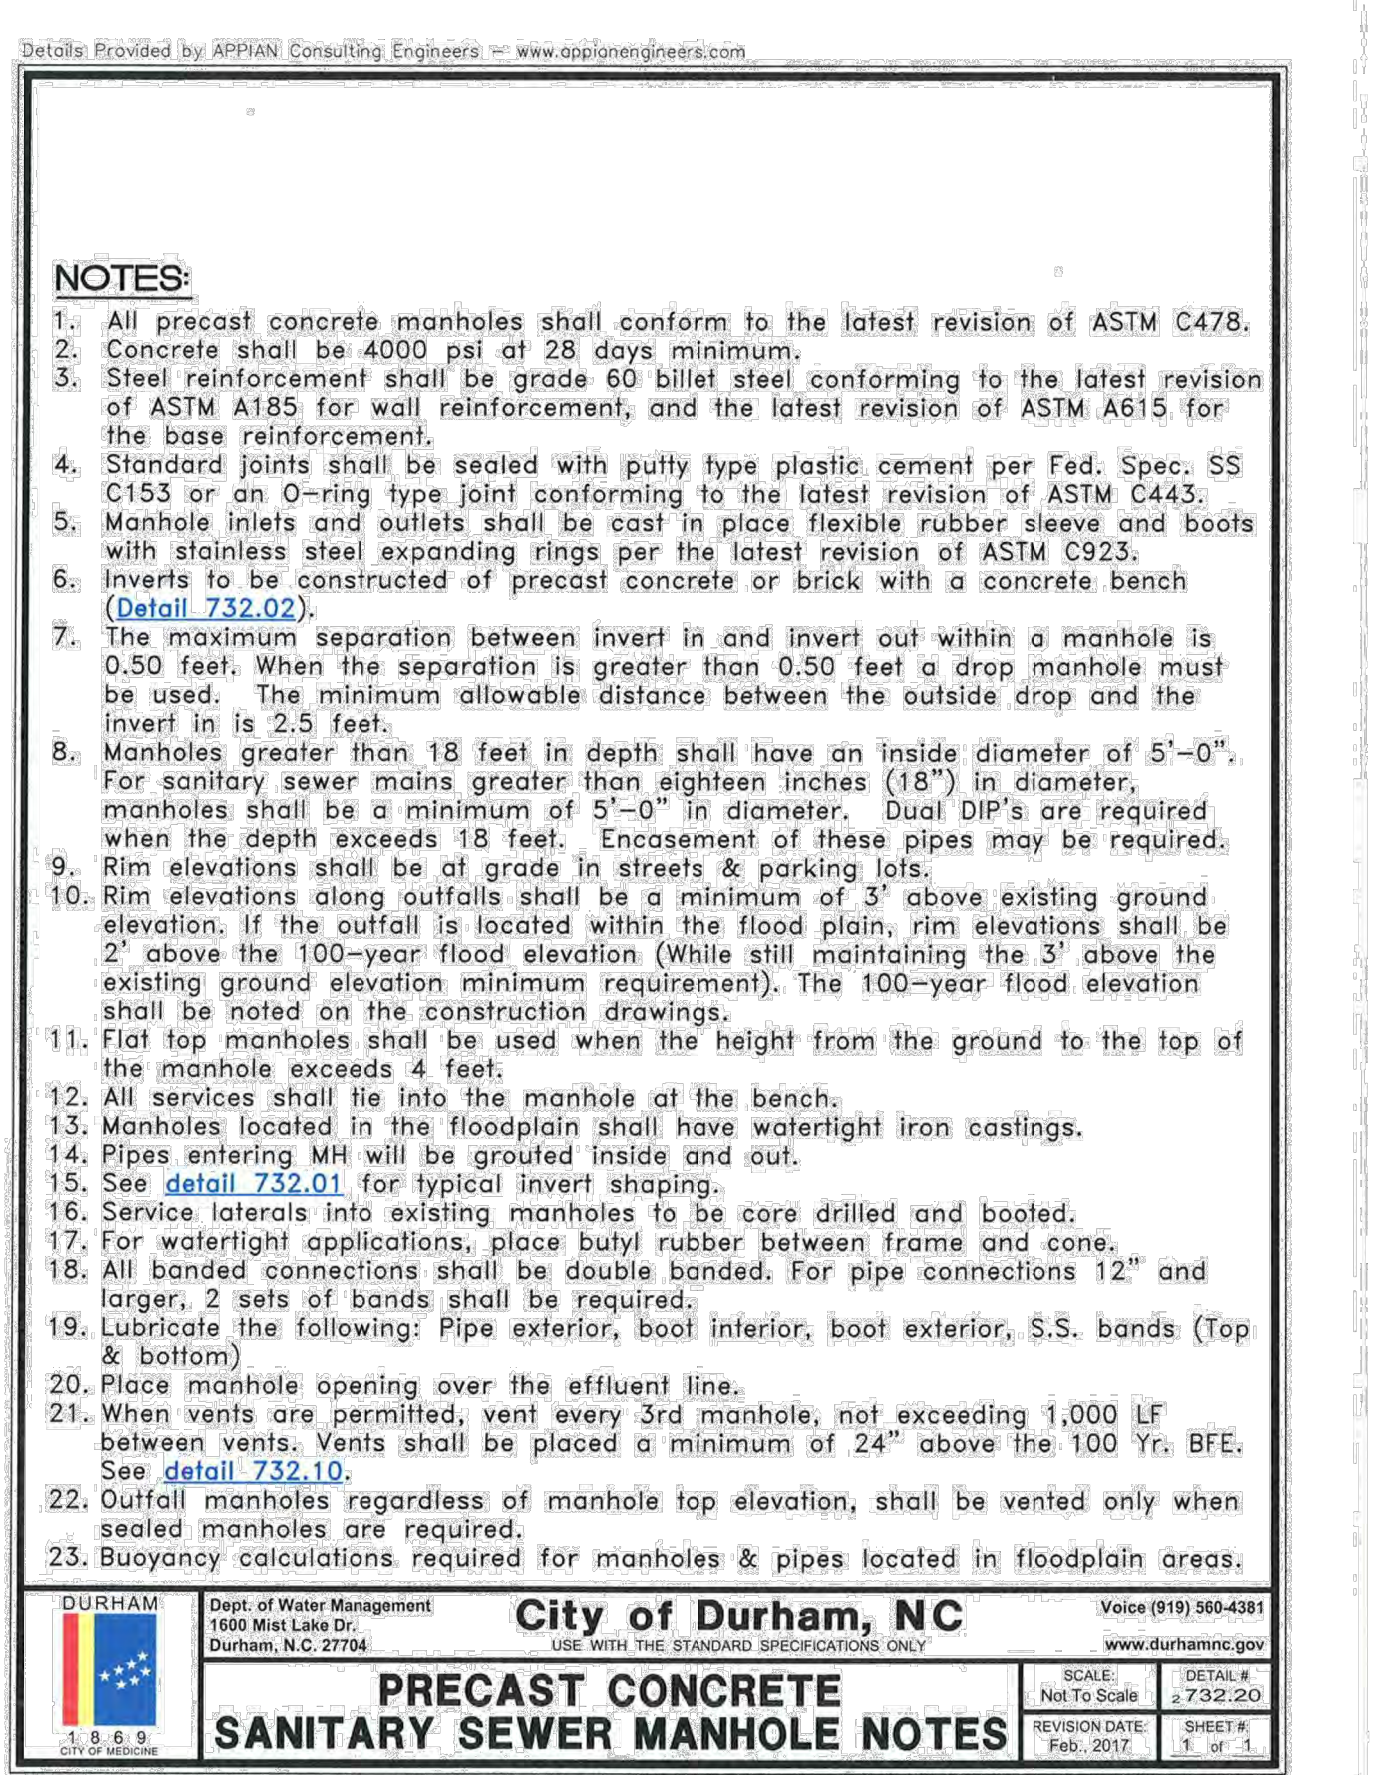 Details Provided by APPIAN Consulting Engineers – www.appianengineers.com
NOTES:
1. All precast concrete manholes shall conform to the latest revision of ASTM C478.
2. Concrete shall be 4000 psi at 28 days minimum.
3. Steel reinforcement shall be grade 60 billet steel conforming to the latest revision
of ASTM A185 for wall reinforcement, and the latest revision of ASTM A615 for
the base reinforcement.
4. Standard joints shall be sealed with putty type plastic cement per Fed. Spec. SS
C153 or an O-ring type joint conforming to the latest revision of ASTM C443.
5. Manhole inlets and outlets shall be cast in place flexible rubber sleeve and boots
with stainless steel expanding rings per the latest revision of ASTM C923.
6. Inverts to be constructed of precast concrete or brick with a concrete bench
(Detail 732.02).
7. The maximum separation between invert in and invert out within a manhole is
0.50 feet. When the separation is greater than 0.50 feet a drop manhole must
be used. The minimum allowable distance between the outside drop and the
invert in is 2.5 feet.
8. Manholes greater than 18 feet in depth shall have an inside diameter of 5'-0".
For sanitary sewer mains greater than eighteen inches (18") in diameter,
manholes shall be a minimum of 5'-0" in diameter. Dual DIP's are required
when the depth exceeds 18 feet. Encasement of these pipes may be required.
9. Rim elevations shall be at grade in streets & parking lots.
10. Rim elevations along outfalls shall be a minimum of 3' above existing ground
elevation. If the outfall is located within the flood plain, rim elevations shall be
2' above the 100-year flood elevation (While still maintaining the 3' above the
existing ground elevation minimum requirement). The 100-year flood elevation
shall be noted on the construction drawings.
11. Flat top manholes shall be used when the height from the ground to the top of
the manhole exceeds 4 feet.
12. All services shall tie into the manhole at the bench.
13. Manholes located in the floodplain shall have watertight iron castings.
14. Pipes entering MH will be grouted inside and out.
15. See detail 732.01 for typical invert shaping.
16. Service laterals into existing manholes to be core drilled and booted.
17. For watertight applications, place butyl rubber between frame and cone.
18. All banded connections shall be double banded. For pipe connections 12" and
larger, 2 sets of bands shall be required.
19. Lubricate the following: Pipe exterior, boot interior, boot exterior, S.S. bands (Top
& bottom)
20. Place manhole opening over the effluent line.
21. When vents are permitted, vent every 3rd manhole, not exceeding 1,000 LF
between vents. Vents shall be placed a minimum of 24" above the 100 Yr. BFE.
See detail 732.10.
22. Outfall manholes regardless of manhole top elevation, shall be vented only when
sealed manholes are required.
23. Buoyancy calculations required for manholes & pipes located in floodplain areas.
DURHAM
1 8 6 9
CITY OF MEDICINE
Dept. of Water Management
1600 Mist Lake Dr.
Durham, N.C. 27704
City of Durham, NC
USE WITH THE STANDARD SPECIFICATIONS ONLY
Voice (919) 560-4381
www.durhamnc.gov
PRECAST CONCRETE
SANITARY SEWER MANHOLE NOTES
SCALE:
Not To Scale
DETAIL #
2 732.20
REVISION DATE:
Feb., 2017
SHEET #:
1 of 1